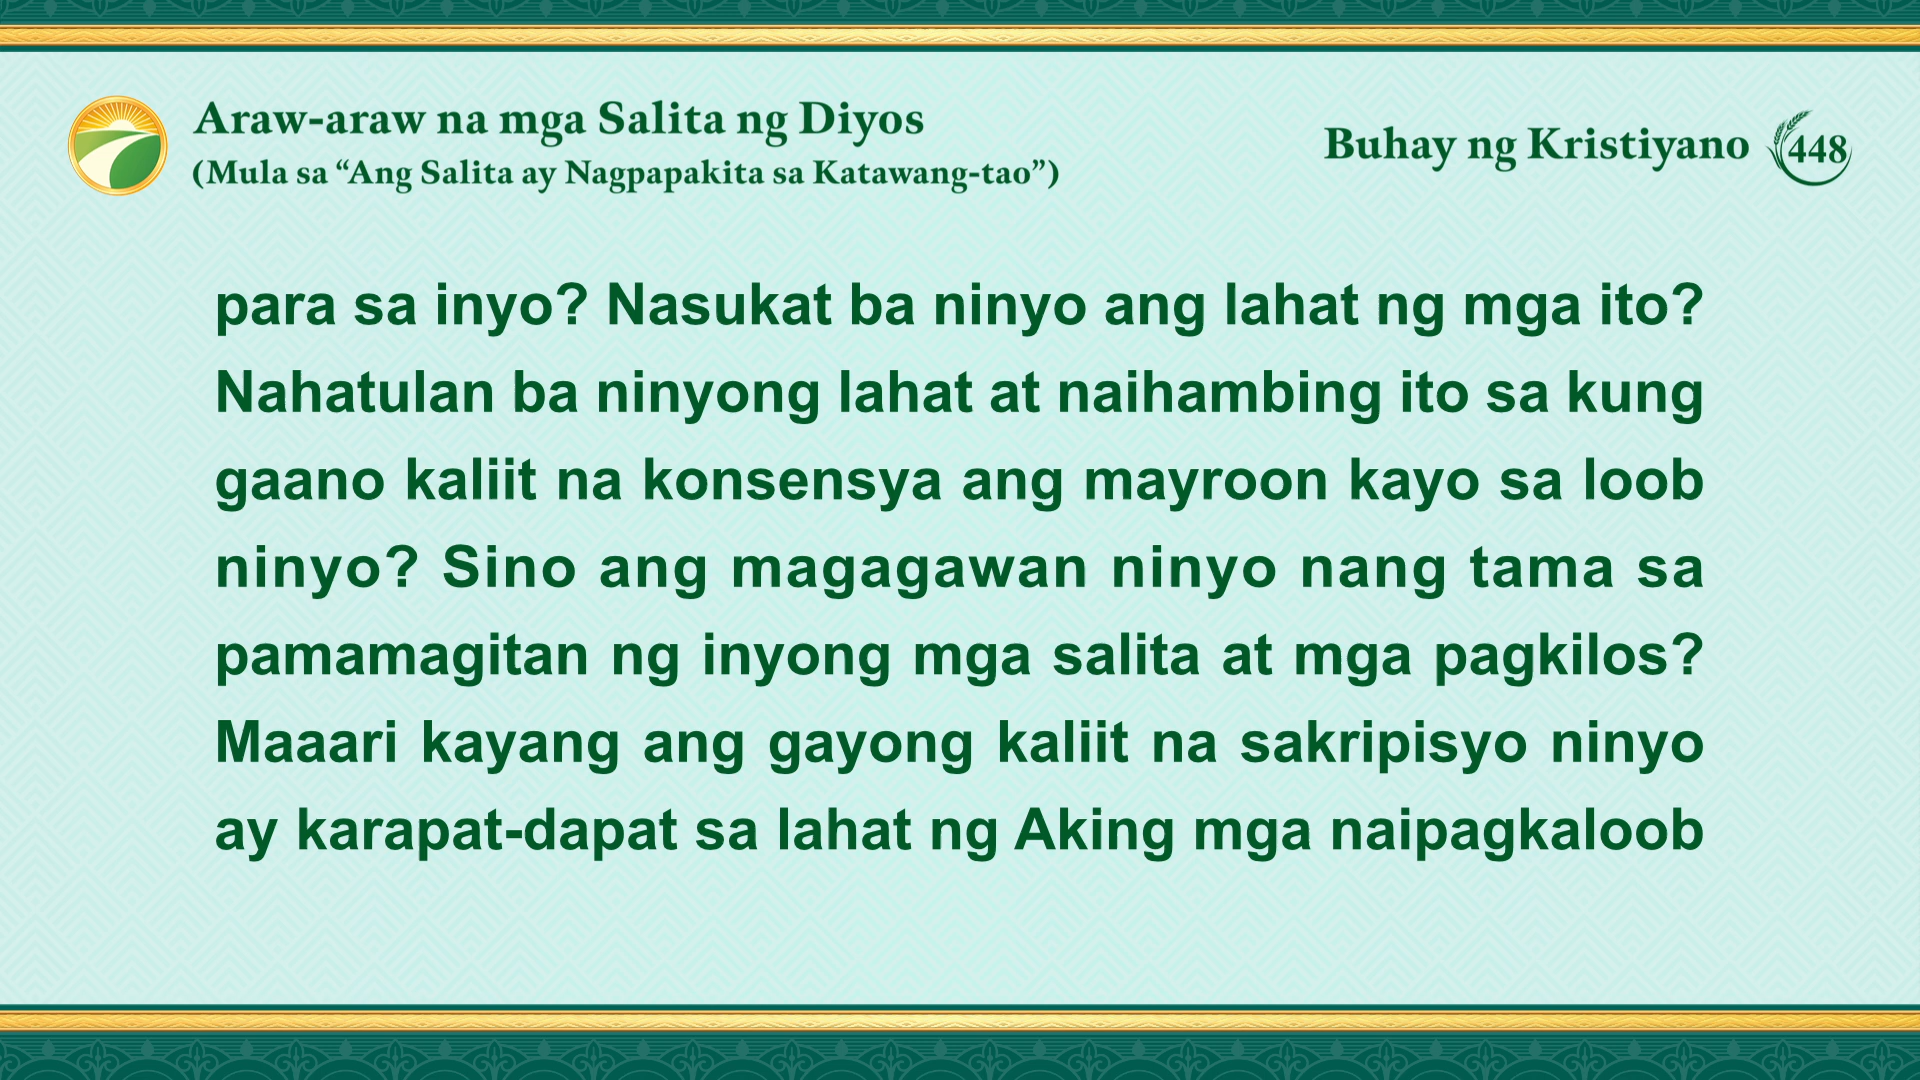 Araw-araw na mga Salita ng Diyos
(Mula sa “Ang Salita ay Nagpapakita sa Katawang-tao”)
Buhay ng Kristiyano 448
para sa inyo? Nasukat ba ninyo ang lahat ng mga ito?
Nahatulan ba ninyong lahat at naihambing ito sa kung
gaano kaliit na konsensya ang mayroon kayo sa loob
ninyo? Sino ang magagawan ninyo nang tama sa
pamamagitan ng inyong mga salita at mga pagkilos?
Maaari kayang ang gayong kaliit na sakripisyo ninyo
ay karapat-dapat sa lahat ng Aking mga naipagkaloob